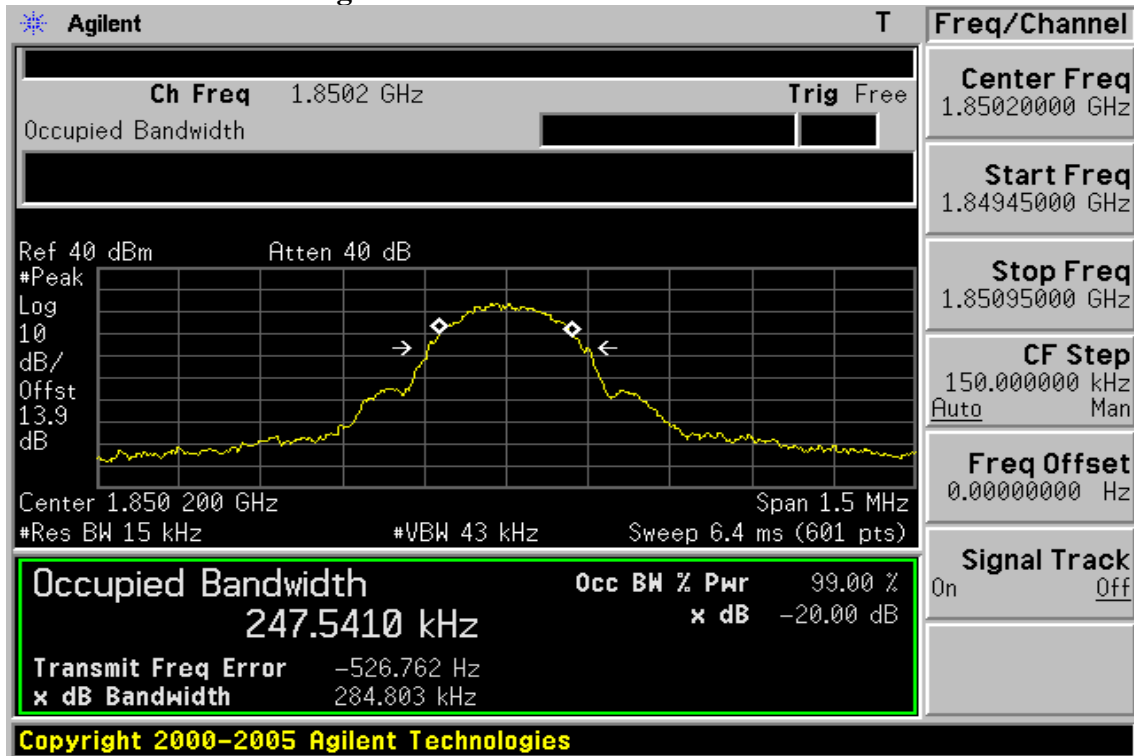 Agilent T
Ch Freq 1.8502 GHz Trig Free
Occupied Bandwidth
Ref 40 dBm Atten 40 dB
#Peak
Log
10
dB/
Offst
13.9
dB
Center 1.850 200 GHz Span 1.5 MHz
#Res BW 15 kHz #VBW 43 kHz Sweep 6.4 ms (601 pts)
Occupied Bandwidth Occ BW % Pwr 99.00 %
247.5410 kHz x dB -20.00 dB
Transmit Freq Error -526.762 Hz
x dB Bandwidth 284.803 kHz
Copyright 2000-2005 Agilent Technologies
Freq/Channel
Center Freq
1.85020000 GHz
Start Freq
1.84945000 GHz
Stop Freq
1.85095000 GHz
CF Step
150.000000 kHz
Auto Man
Freq Offset
0.00000000 Hz
Signal Track
On Off